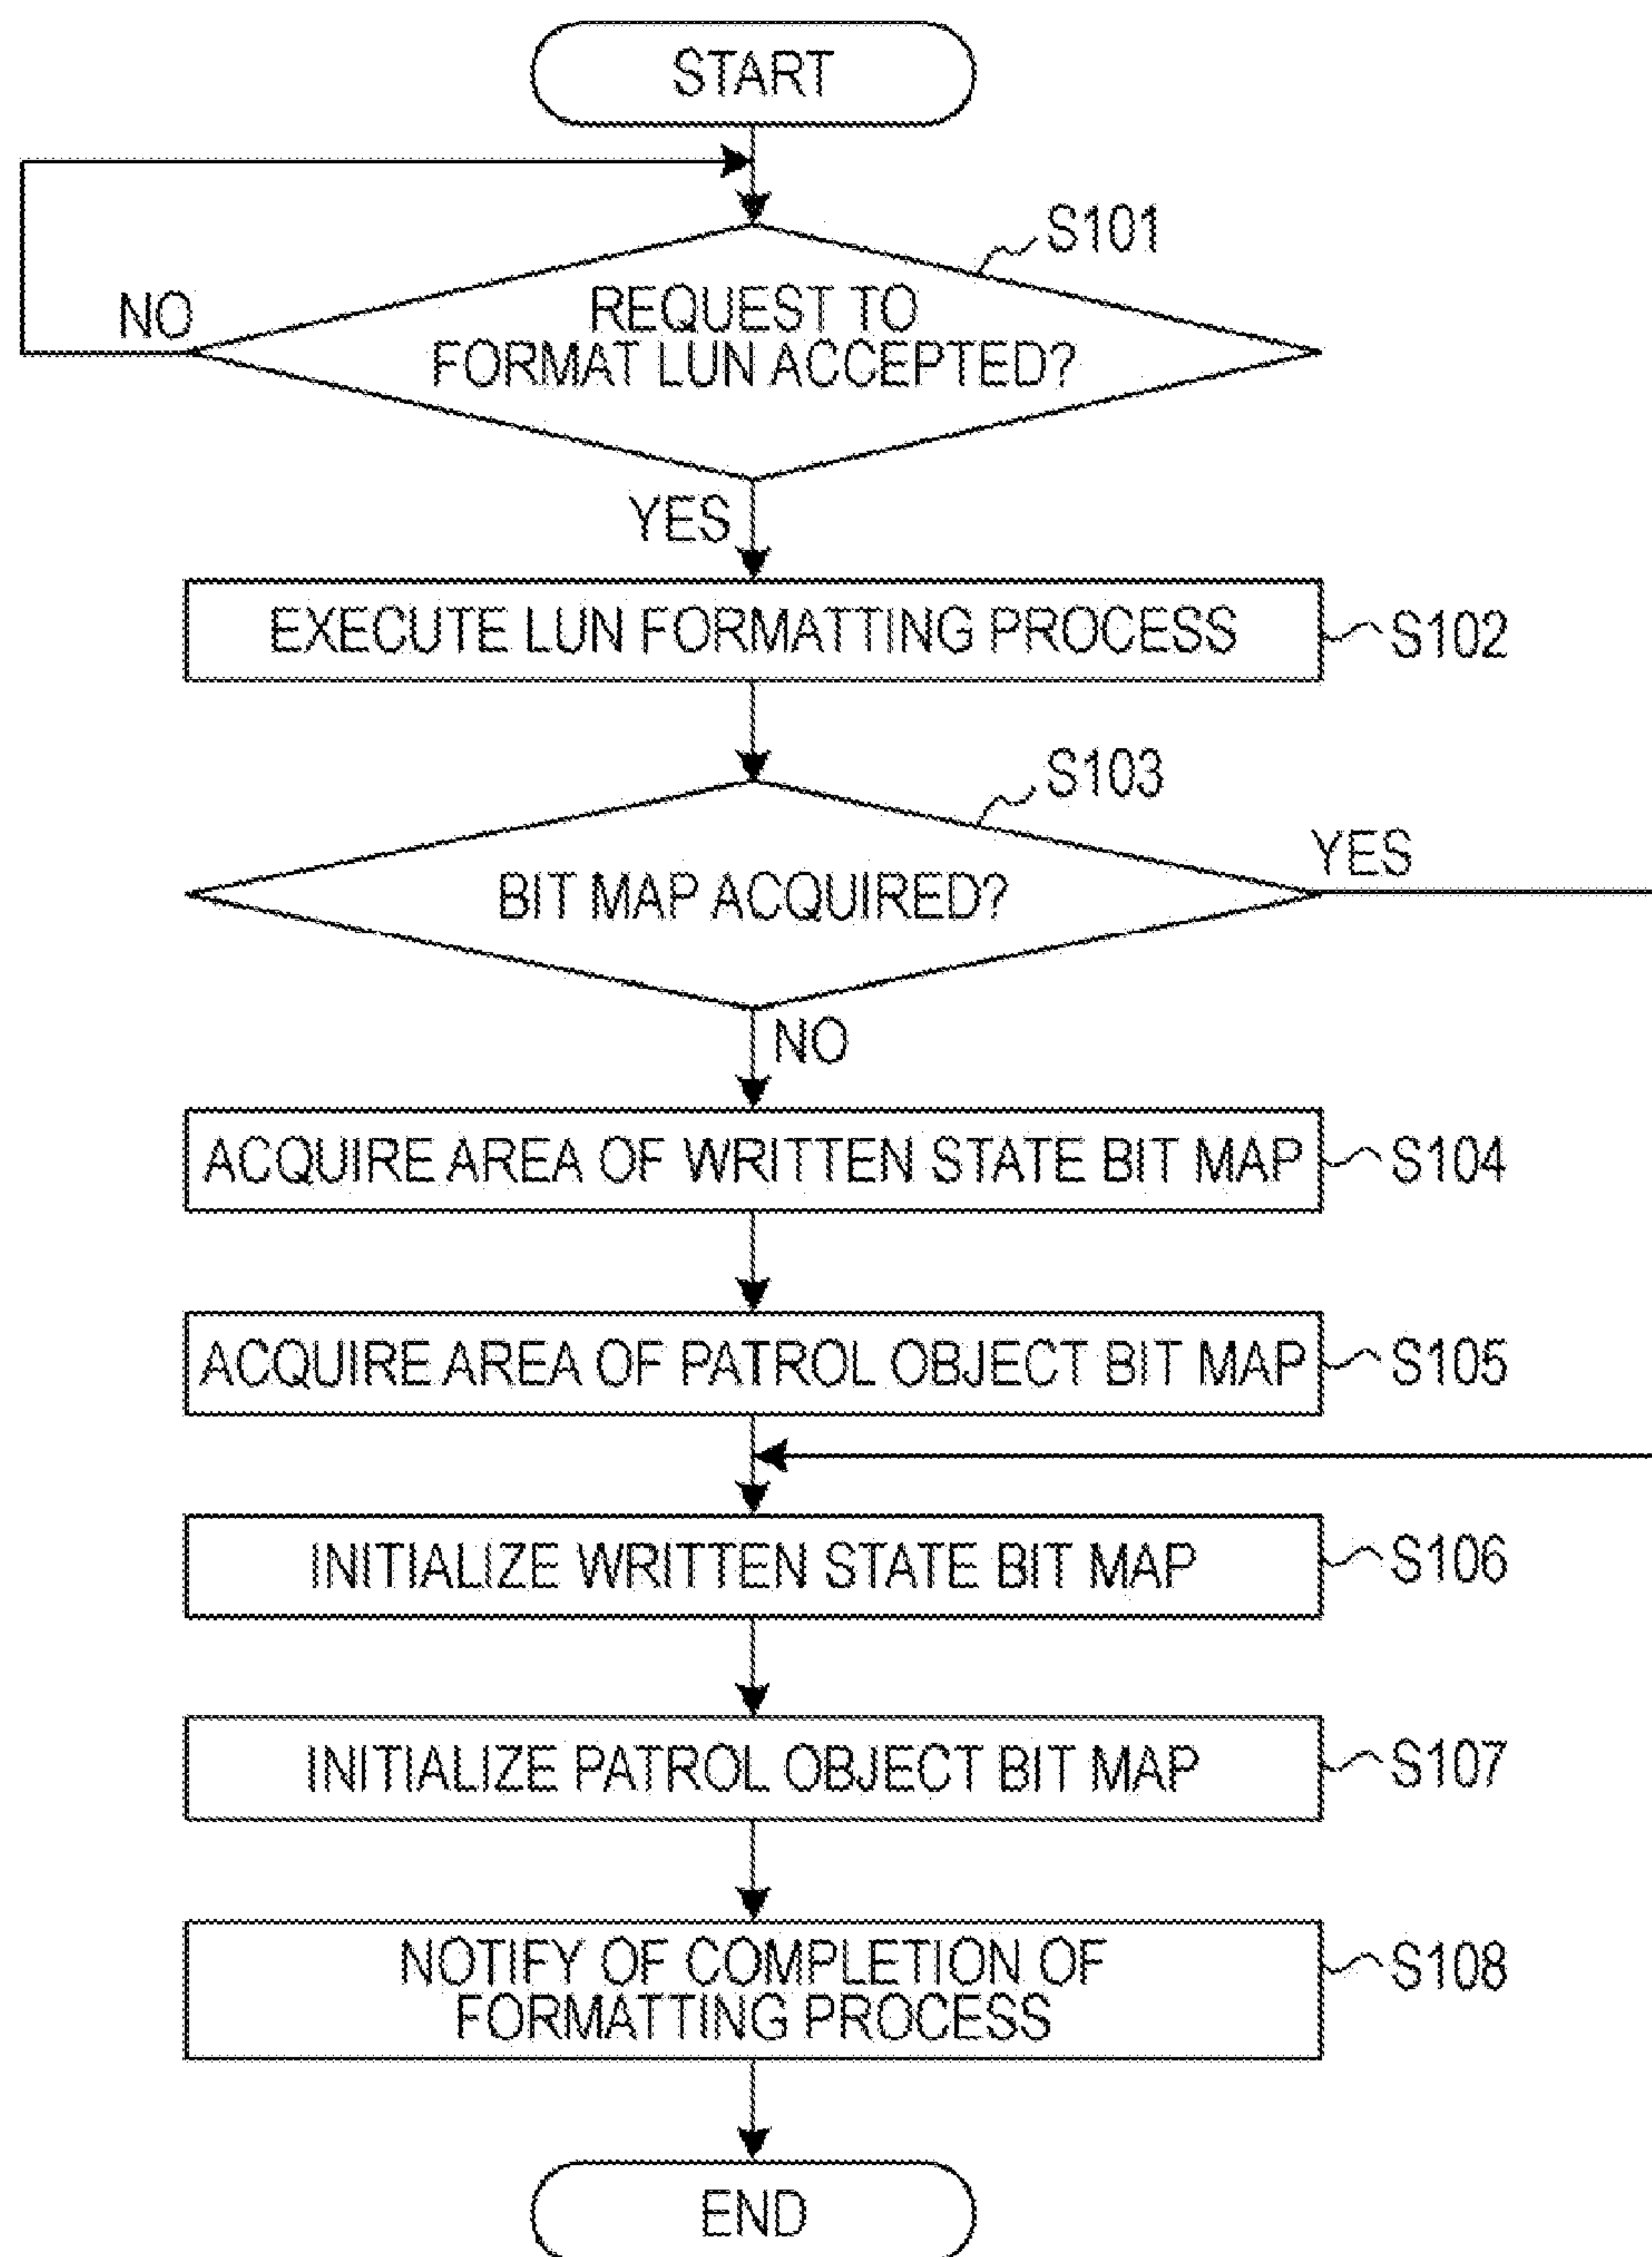 START
S101
NO
REQUEST TO
FORMAT LUN ACCEPTED?
YES
EXECUTE LUN FORMATTING PROCESS
S102
S103
YES
BIT MAP ACQUIRED?
NO
ACQUIRE AREA OF WRITTEN STATE BIT MAP
S104
ACQUIRE AREA OF PATROL OBJECT BIT MAP
S105
INITIALIZE WRITTEN STATE BIT MAP
S106
INITIALIZE PATROL OBJECT BIT MAP
S107
NOTIFY OF COMPLETION OF
FORMATTING PROCESS
S108
END